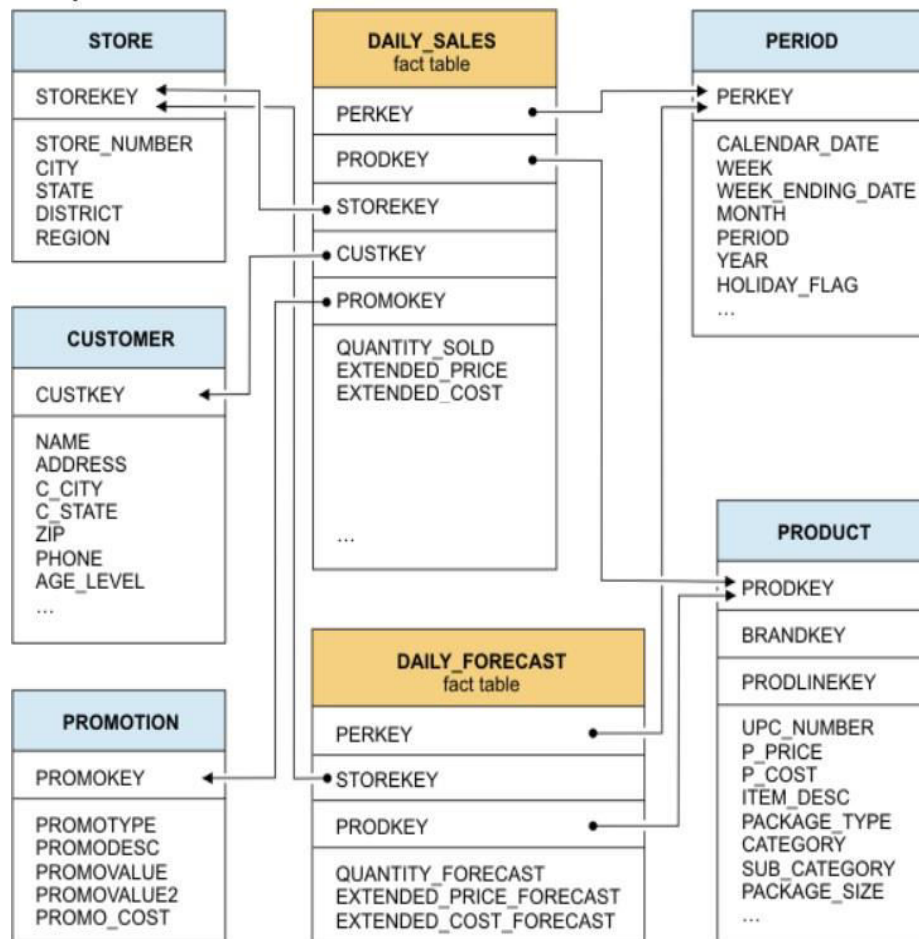 STORE
STOREKEY
STORE_NUMBER
CITY
STATE
DISTRICT
REGION
CUSTOMER
CUSTKEY
NAME
ADDRESS
C_CITY
C_STATE
ZIP
PHONE
AGE_LEVEL
...
PROMOTION
PROMOKEY
PROMOTYPE
PROMODESC
PROMOVALUE
PROMOVALUE2
PROMO_COST
DAILY_SALES
fact table
PERKEY
PRODKEY
STOREKEY
CUSTKEY
PROMOKEY
QUANTITY_SOLD
EXTENDED_PRICE
EXTENDED_COST
...
DAILY_FORECAST
fact table
PERKEY
STOREKEY
PRODKEY
QUANTITY_FORECAST
EXTENDED_PRICE_FORECAST
EXTENDED_COST_FORECAST
PERIOD
PERKEY
CALENDAR_DATE
WEEK
WEEK_ENDING_DATE
MONTH
PERIOD
YEAR
HOLIDAY_FLAG
...
PRODUCT
PRODKEY
BRANDKEY
PRODLINEKEY
UPC_NUMBER
P_PRICE
P_COST
ITEM_DESC
PACKAGE_TYPE
CATEGORY
SUB_CATEGORY
PACKAGE_SIZE
...